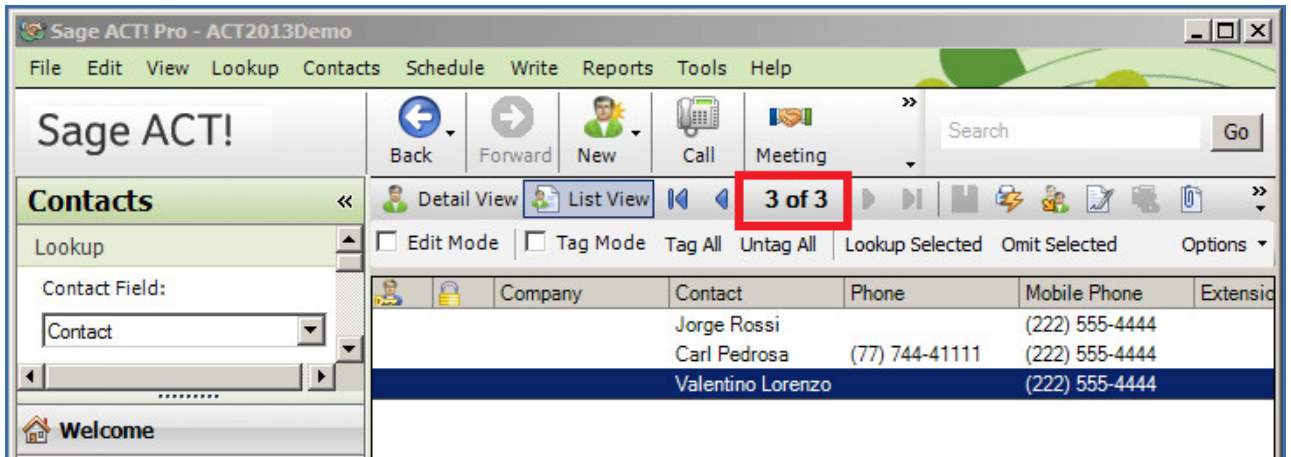 Sage ACT! Pro - ACT2013Demo
File Edit View Lookup Contacts Schedule Write Reports Tools Help
Sage ACT!
Back Forward New Call Meeting
Search
Go
Contacts
Detail View List View 3 of 3
Lookup
Edit Mode Tag Mode Tag All Untag All Lookup Selected Omit Selected Options
Contact Field:
Contact
Company Contact Phone Mobile Phone Extensio
Jorge Rossi (222) 555-4444
Carl Pedrosa (77) 744-41111 (222) 555-4444
Valentino Lorenzo (222) 555-4444
Welcome